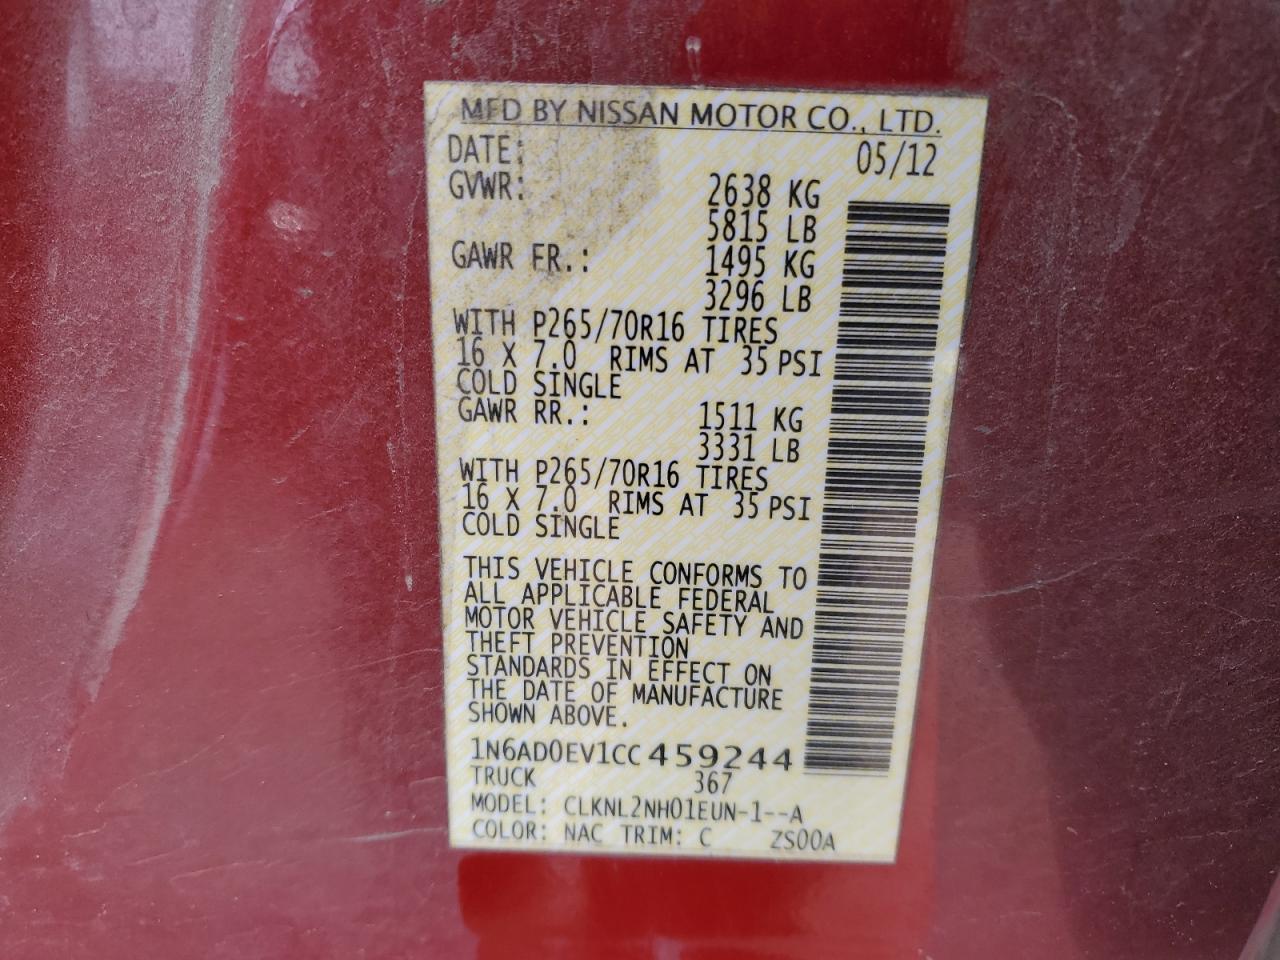 MFD BY NISSAN MOTOR CO., LTD.
DATE: 05/12
GVWR: 2638 KG
5815 LB
GAWR FR.: 1495 KG
3296 LB
WITH P265/70R16 TIRES
16 X 7.0 RIMS AT 35 PSI
COLD SINGLE
GAWR RR.: 1511 KG
3331 LB
WITH P265/70R16 TIRES
16 X 7.0 RIMS AT 35 PSI
COLD SINGLE
THIS VEHICLE CONFORMS TO
ALL APPLICABLE FEDERAL
MOTOR VEHICLE SAFETY AND
THEFT PREVENTION
STANDARDS IN EFFECT ON
THE DATE OF MANUFACTURE
SHOWN ABOVE.
1N6AD0EV1CC459244
TRUCK 367
MODEL: CLKNL2NH01EUN-1--A
COLOR: NAC TRIM: C ZS00A